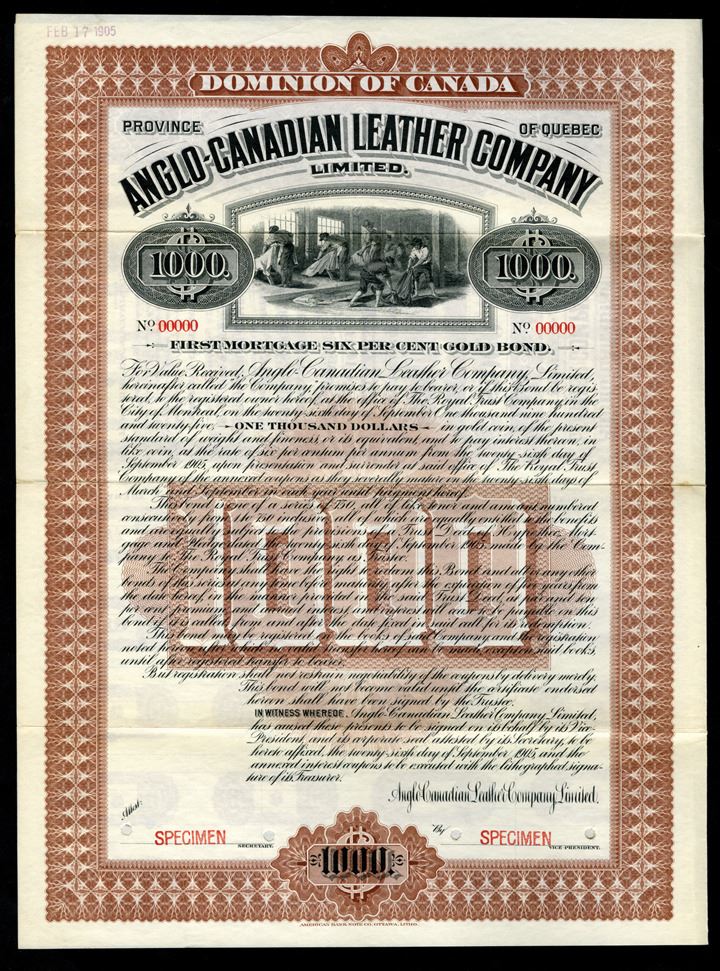 FEB 17 1905
DOMINION OF CANADA
PROVINCE OF QUEBEC
ANGLO-CANADIAN LEATHER COMPANY
LIMITED.
1000. 1000.
No 00000 No 00000
FIRST MORTGAGE SIX PER CENT GOLD BOND.
For Value Received, Anglo-Canadian Leather Company, Limited,
hereinafter called the Company, promises to pay to bearer, or if this Bond be regis-
tered, to the registered owner hereof, at the office of The Royal Trust Company, in the
City of Montreal, on the twenty sixth day of September One thousand nine hundred
and twenty-five ONE THOUSAND DOLLARS in gold coin, of the present
standard of weight and fineness, or its equivalent, and to pay interest thereon, in
like coin, at the rate of six per centum per annum from the twenty sixth day of
September 1905, upon presentation and surrender at said office of The Royal Trust
Company of the annexed coupons as they severally mature on the twenty sixth days of
March and September in each year until payment hereof.
This bond is one of a series of 750, all of like tenor and amount numbered
consecutively from 1 to 750 inclusive, all of which are equally entitled to the benefits
and are equally subject to the provisions of a Trust Deed by way of
gage and dated the twenty sixth day of September 1905 made by the Com-
pany to The Royal Trust Company as Trustee.
The Company shall have the right to redeem this Bond and all or any other
bonds of this series at any time before maturity after the expiration of years from
the date hereof, in the manner provided in the Trust Deed, at one and ten
per cent premium, and accrued interest. Interest will cease to be payable on this
bond if it is called, from and after the date fixed in said call for its redemption.
This bond may be registered in the books of said Company and the registration
noted hereon, after which no valid transfer can be made except on said books,
until after registered transfer to bearer.
But registration shall not restrain negotiability of the coupons by delivery merely.
This bond will not become valid until the certificate endorsed
hereon shall have been signed by the Trustee.
IN WITNESS WHEREOF, Anglo-Canadian Leather Company, Limited,
has caused these presents to be signed on its behalf by its Vice
President, and its corporate seal attested by its Secretary, to be
hereto affixed, the twenty-sixth day of September, 1905, and the
annexed interest coupons to be executed with the lithographed signa-
ture of its Treasurer.
Anglo-Canadian Leather Company, Limited.
Attest: By
SPECIMEN SECRETARY. SPECIMEN VICE-PRESIDENT.
1000.
AMERICAN BANK NOTE CO. OTTAWA, LITHO.
1000